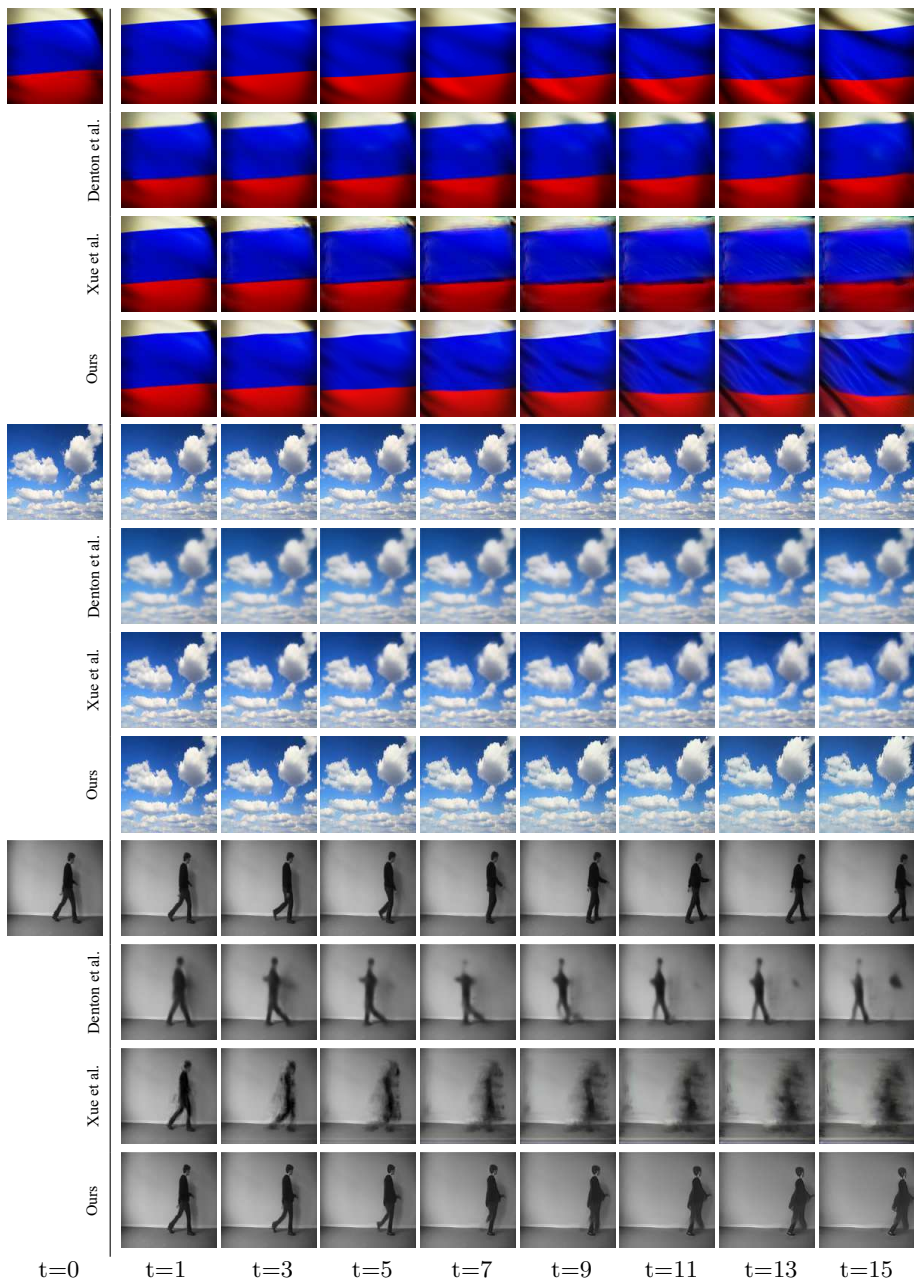 Denton et al.
Xue et al.
Ours
Denton et al.
Xue et al.
Ours
Denton et al.
Xue et al.
Ours
t=0 t=1 t=3 t=5 t=7 t=9 t=11 t=13 t=15